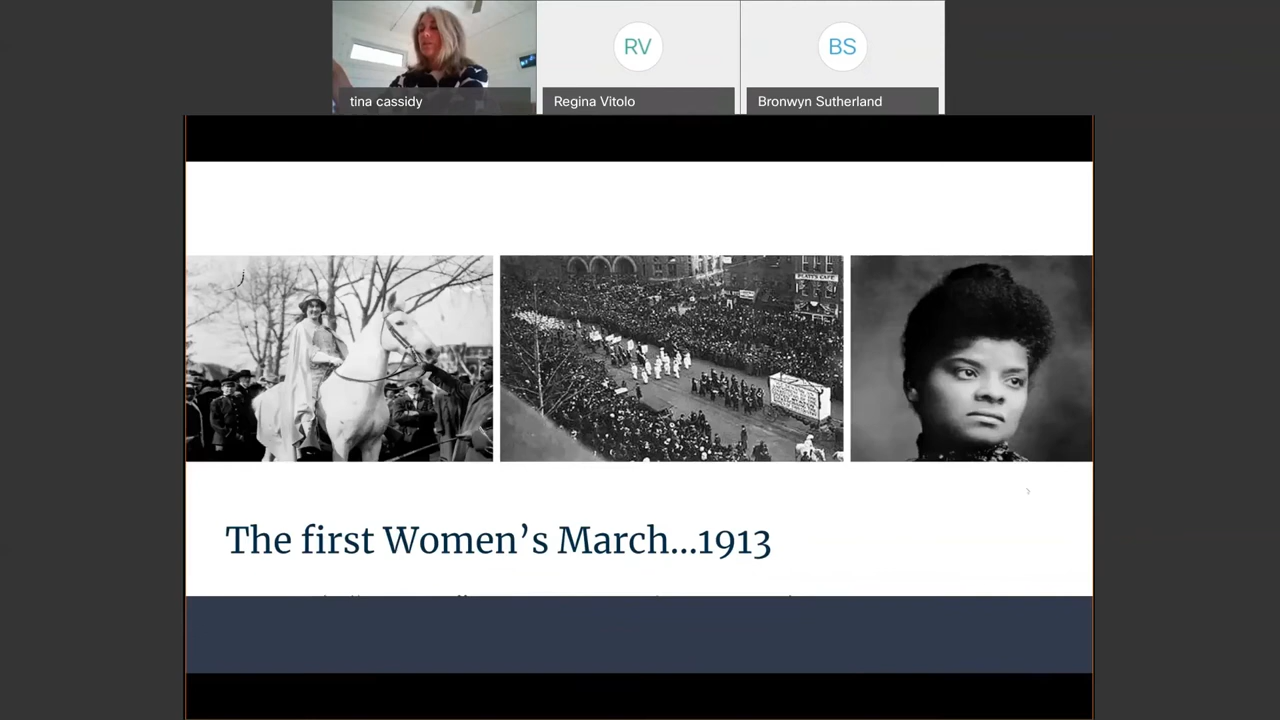 RV
BS
tina cassidy
Regina Vitolo
Bronwyn Sutherland
The first Women's March...1913